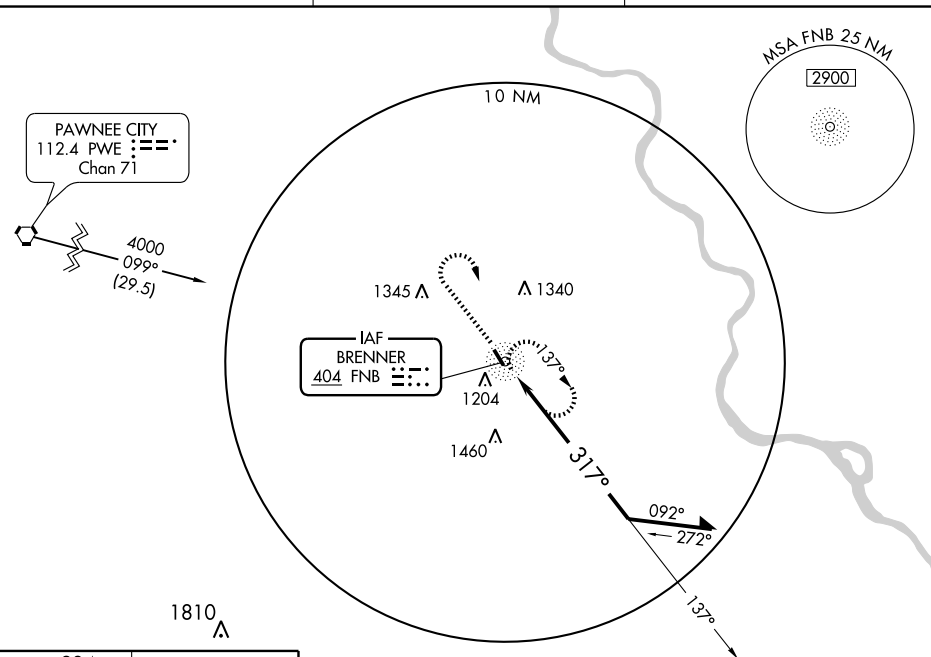 MSA FNB 25 NM
2900
10 NM
PAWNEE CITY
112.4 PWE
Chan 71
4000
099°
(29.5)
1345
1340
IAF
BRENNER
404 FNB
137°
1204
1460
317°
092°
272°
137°
1810